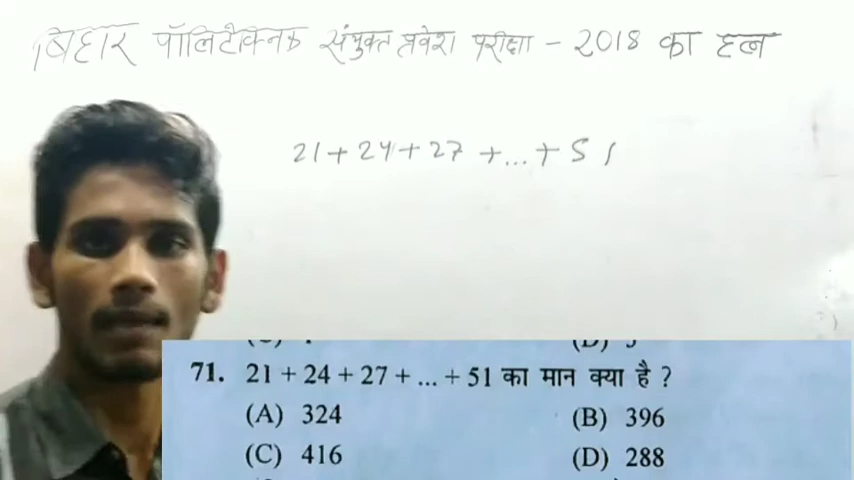 बिहार पॉलिटेक्निक संयुक्त प्रवेश परीक्षा - 2018 का हल
21 + 24 + 27 + ... + 51
71. 21 + 24 + 27 + ... + 51 का मान क्या है ?
(A) 324 (B) 396
(C) 416 (D) 288